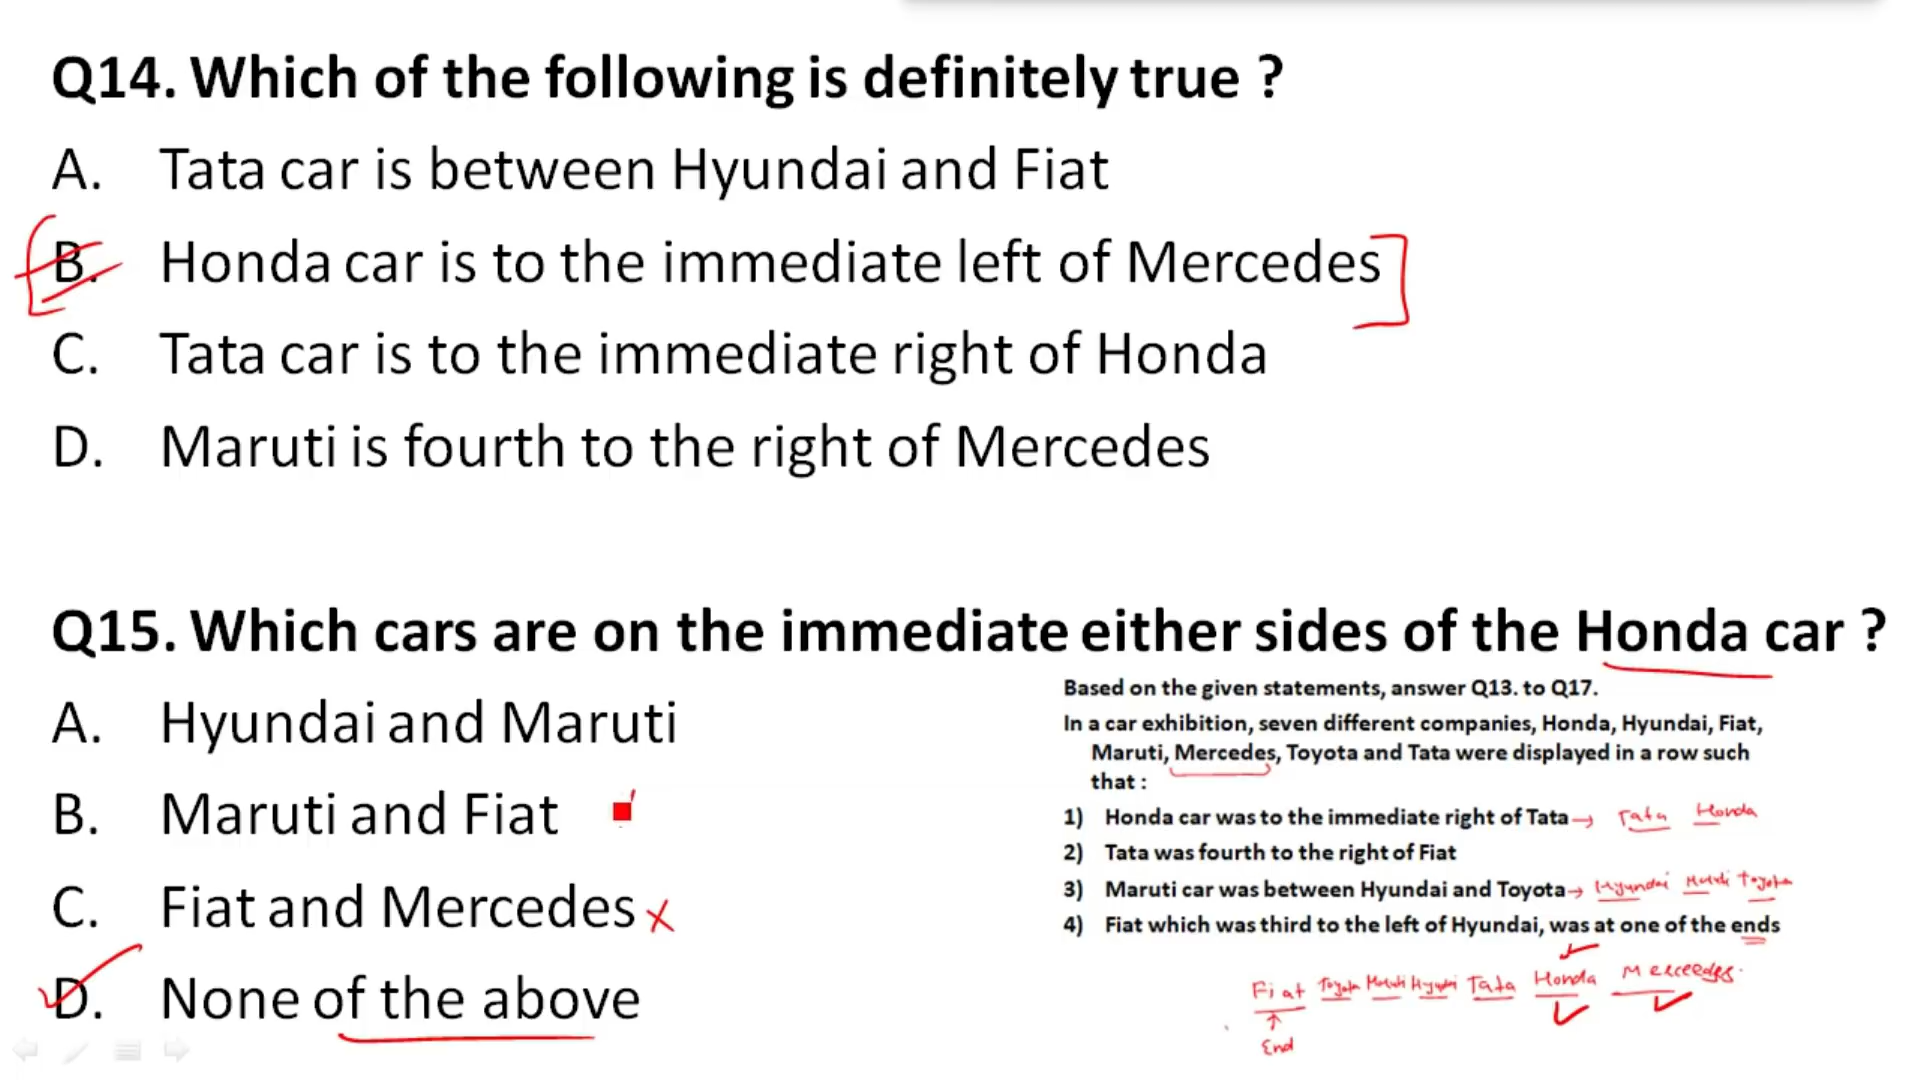 Q14. Which of the following is definitely true ?
A. Tata car is between Hyundai and Fiat
B. Honda car is to the immediate left of Mercedes
C. Tata car is to the immediate right of Honda
D. Maruti is fourth to the right of Mercedes
Q15. Which cars are on the immediate either sides of the Honda car ?
A. Hyundai and Maruti
B. Maruti and Fiat
C. Fiat and Mercedes
D. None of the above
Based on the given statements, answer Q13. to Q17.
In a car exhibition, seven different companies, Honda, Hyundai, Fiat,
Maruti, Mercedes, Toyota and Tata were displayed in a row such
that :
1) Honda car was to the immediate right of Tata → Tata Honda
2) Tata was fourth to the right of Fiat
3) Maruti car was between Hyundai and Toyota → Hyundai Maruti Toyota
4) Fiat which was third to the left of Hyundai, was at one of the ends
Fiat Toyota Maruti Hyundai Tata Honda Mercedes
End